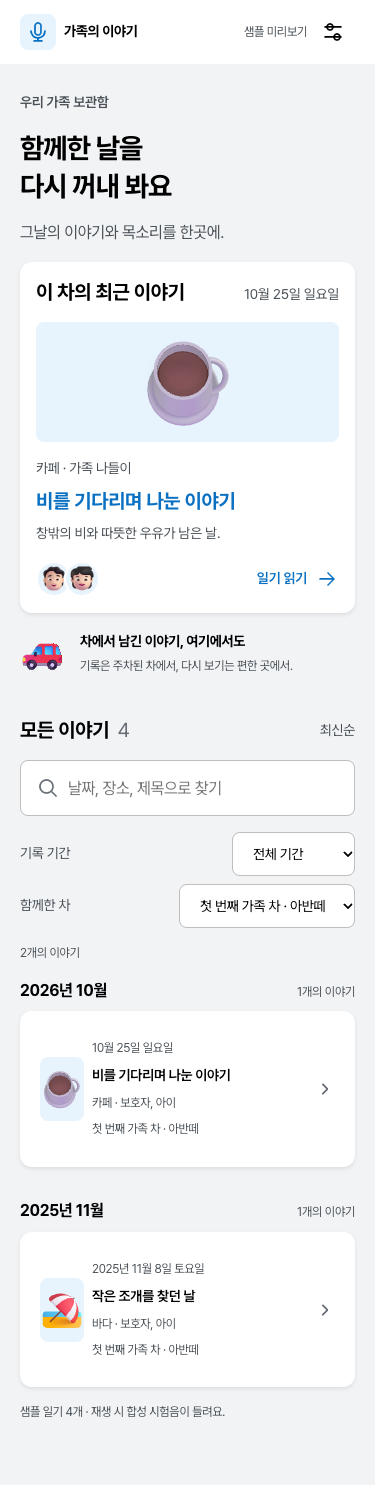 가족의 이야기
샘플 미리보기
우리 가족 보관함
함께한 날을
다시 꺼내 봐요
그날의 이야기와 목소리를 한곳에.
이 차의 최근 이야기
10월 25일 일요일
카페 · 가족 나들이
비를 기다리며 나눈 이야기
창밖의 비와 따뜻한 우유가 남은 날.
일기 읽기
차에서 남긴 이야기, 여기에서도
기록은 주차된 차에서, 다시 보기는 편한 곳에서.
모든 이야기 4
최신순
날짜, 장소, 제목으로 찾기
기록 기간
전체 기간
함께한 차
첫 번째 가족 차 · 아반떼
2개의 이야기
2026년 10월
1개의 이야기
10월 25일 일요일
비를 기다리며 나눈 이야기
카페 · 보호자, 아이
첫 번째 가족 차 · 아반떼
2025년 11월
1개의 이야기
2025년 11월 8일 토요일
작은 조개를 찾던 날
바다 · 보호자, 아이
첫 번째 가족 차 · 아반떼
샘플 일기 4개 · 재생 시 합성 시험음이 들려요.